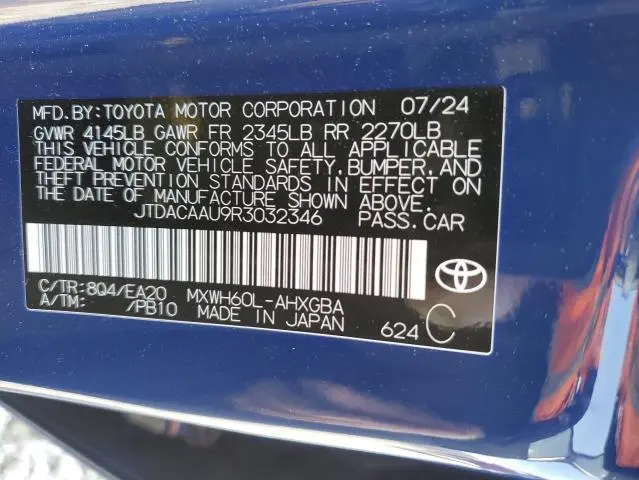 MFD.BY:TOYOTA MOTOR CORPORATION 07/24
GVWR 4145LB GAWR FR 2345LB RR 2270LB
THIS VEHICLE CONFORMS TO ALL APPLICABLE
FEDERAL MOTOR VEHICLE SAFETY,BUMPER,AND
THEFT PREVENTION STANDARDS IN EFFECT ON
THE DATE OF MANUFACTURE SHOWN ABOVE.
JTDACAAU9R3032346 PASS.CAR
C/TR:8Q4/EA20 MXWH60L-AHXGBA
A/TM: /PB10 MADE IN JAPAN 624 C